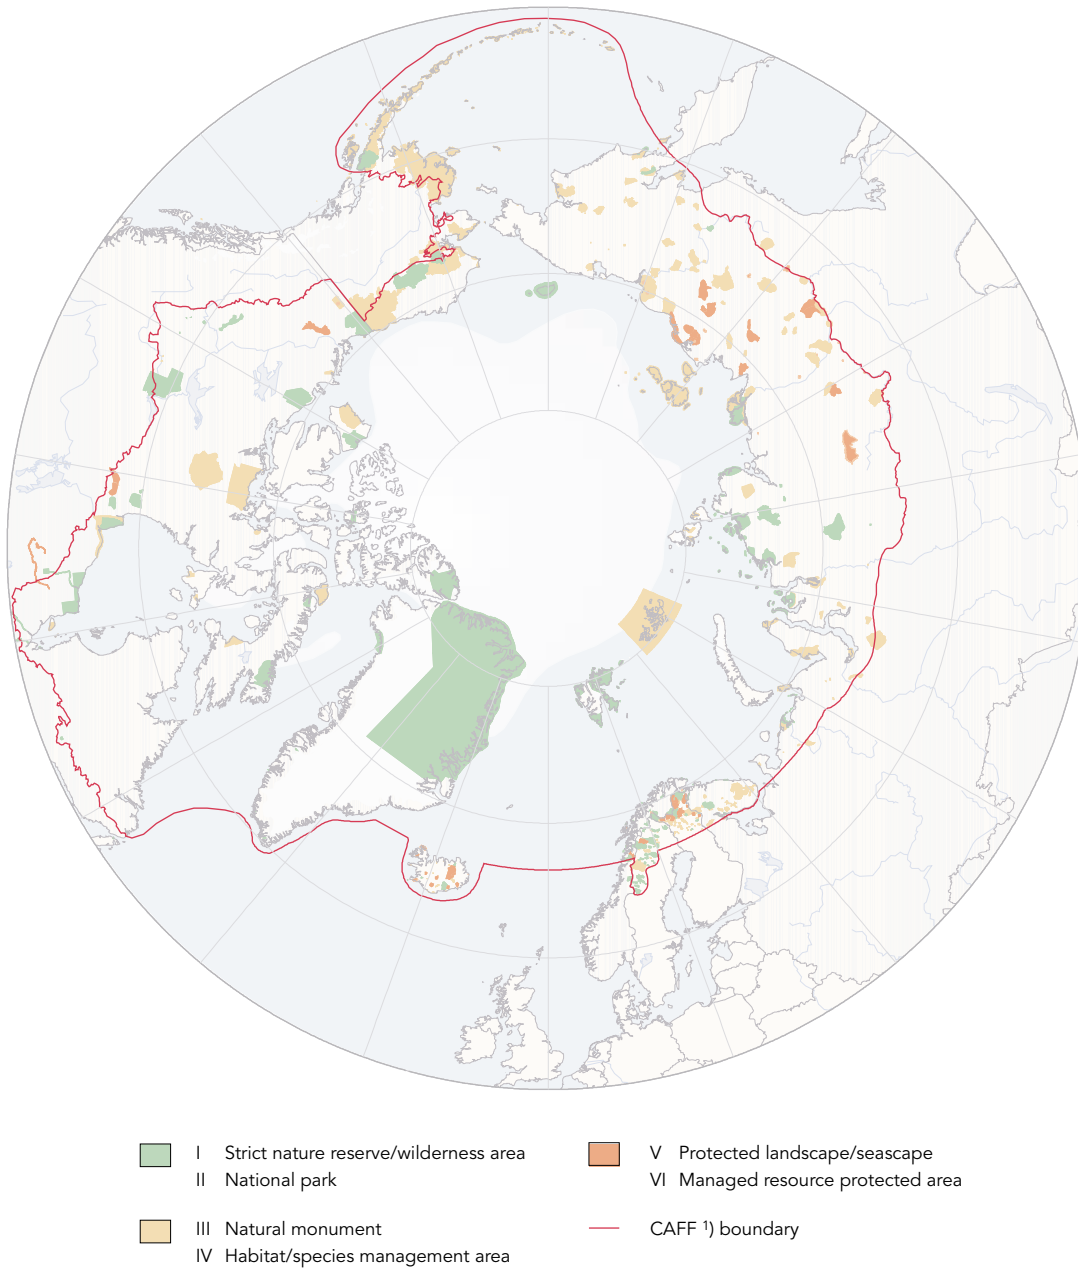 I Strict nature reserve/wilderness area
II National park
III Natural monument
IV Habitat/species management area
V Protected landscape/seascape
VI Managed resource protected area
CAFF ¹) boundary